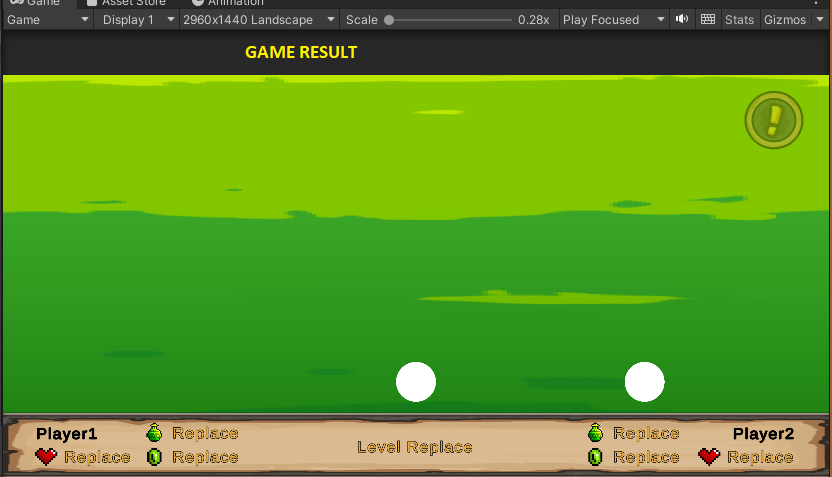 Game Asset Store Animation
Game Display 1 2960x1440 Landscape Scale 0.28x Play Focused Stats Gizmos
GAME RESULT
!
Player1 Replace Replace Player2
Level Replace
Replace Replace Replace Replace